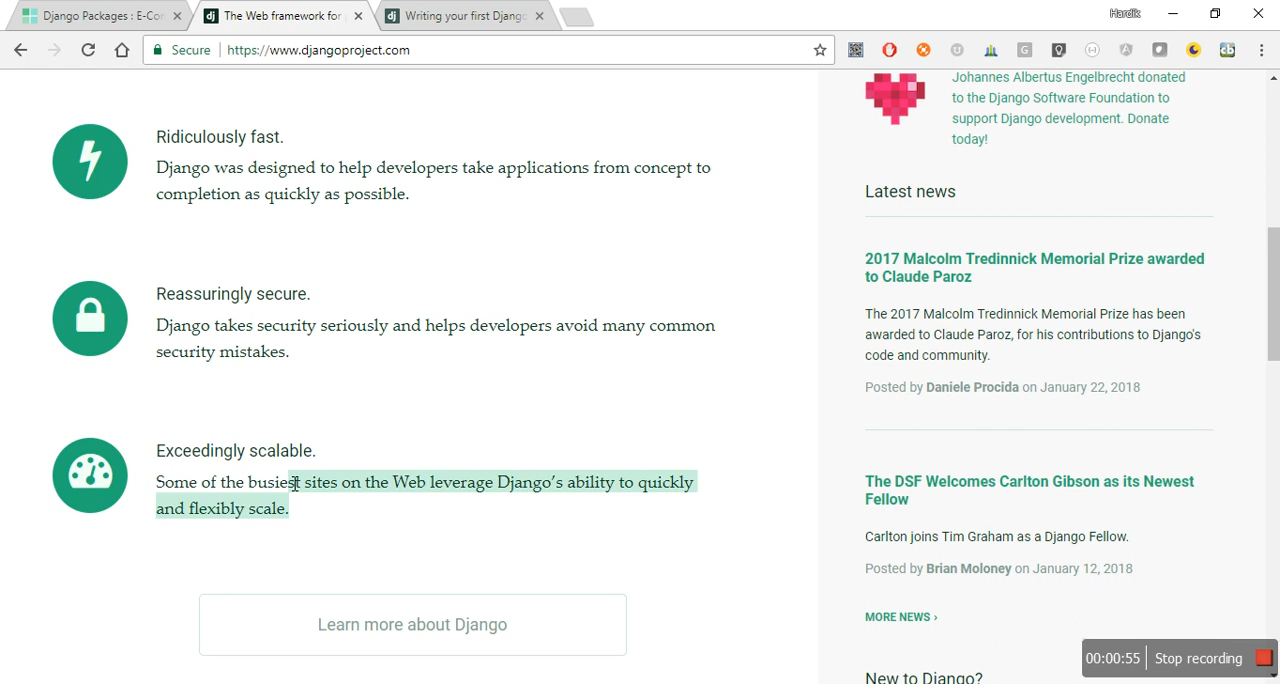 Django Packages : E-Con
The Web framework for
Writing your first Django
Hardik
Secure
https://www.djangoproject.com
Ridiculously fast.
Django was designed to help developers take applications from concept to
completion as quickly as possible.
Reassuringly secure.
Django takes security seriously and helps developers avoid many common
security mistakes.
Exceedingly scalable.
Some of the busiest sites on the Web leverage Django's ability to quickly
and flexibly scale.
Learn more about Django
Johannes Albertus Engelbrecht donated
to the Django Software Foundation to
support Django development. Donate
today!
Latest news
2017 Malcolm Tredinnick Memorial Prize awarded
to Claude Paroz
The 2017 Malcolm Tredinnick Memorial Prize has been
awarded to Claude Paroz, for his contributions to Django's
code and community.
Posted by Daniele Procida on January 22, 2018
The DSF Welcomes Carlton Gibson as its Newest
Fellow
Carlton joins Tim Graham as a Django Fellow.
Posted by Brian Moloney on January 12, 2018
MORE NEWS ›
New to Django?
00:00:55 Stop recording